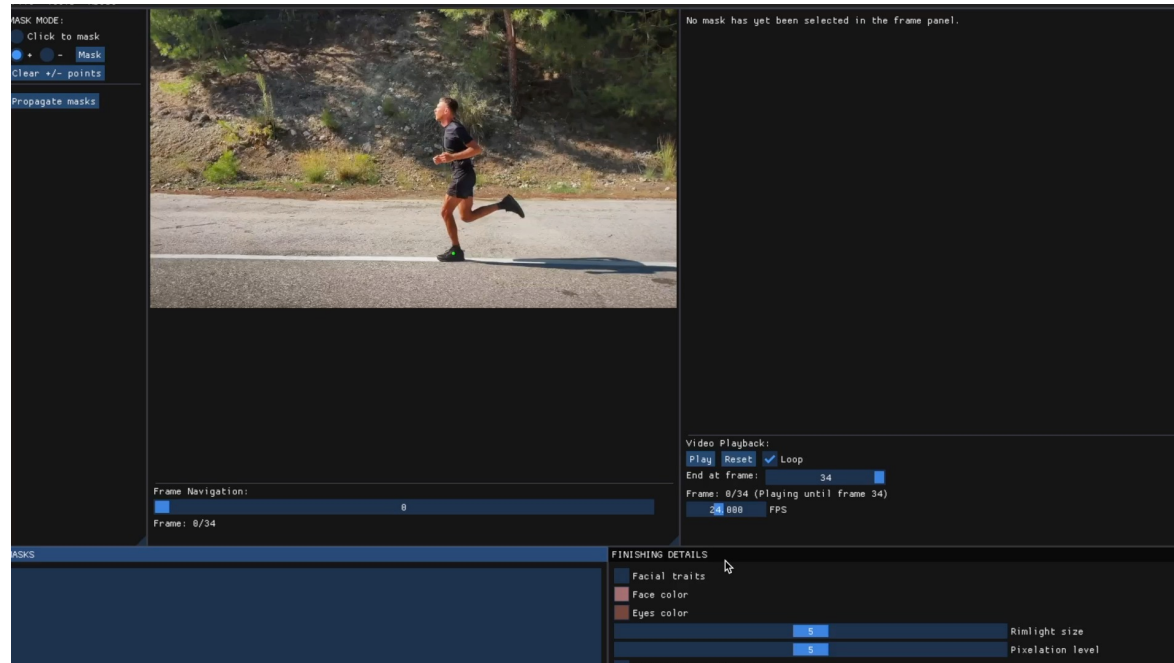 MASK MODE:
Click to mask
+ - Mask
Clear +/- points
Propagate masks
No mask has yet been selected in the frame panel.
Frame Navigation:
0
Frame: 0/34
Video Playback:
Play Reset Loop
End at frame: 34
Frame: 0/34 (Playing until frame 34)
24.000 FPS
ASKS
FINISHING DETAILS
Facial traits
Face color
Eyes color
5 Rimlight size
5 Pixelation level